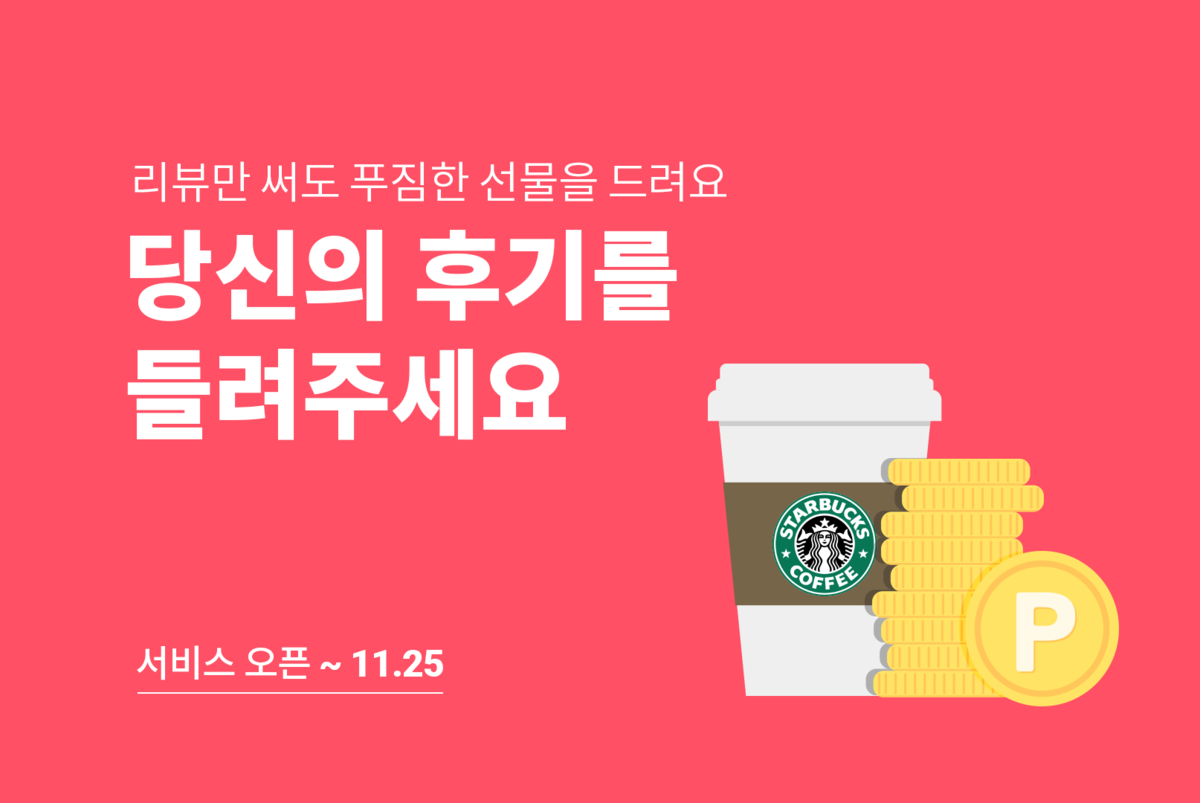 리뷰만 써도 푸짐한 선물을 드려요
당신의 후기를
들려주세요
STARBUCKS
COFFEE
P
서비스 오픈 ~ 11.25